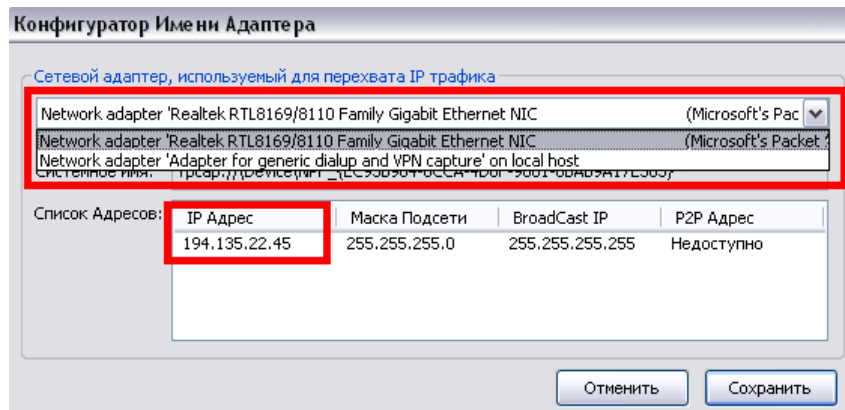 Конфигуратор Имени Адаптера
Сетевой адаптер, используемый для перехвата IP трафика
Network adapter 'Realtek RTL8169/8110 Family Gigabit Ethernet NIC (Microsoft's Pac
Network adapter 'Realtek RTL8169/8110 Family Gigabit Ethernet NIC (Microsoft's Packet
Network adapter 'Adapter for generic dialup and VPN capture' on local host
Системное имя:
Список Адресов: IP Адрес Маска Подсети BroadCast IP P2P Адрес
194.135.22.45 255.255.255.0 255.255.255.255 Недоступно
Отменить Сохранить